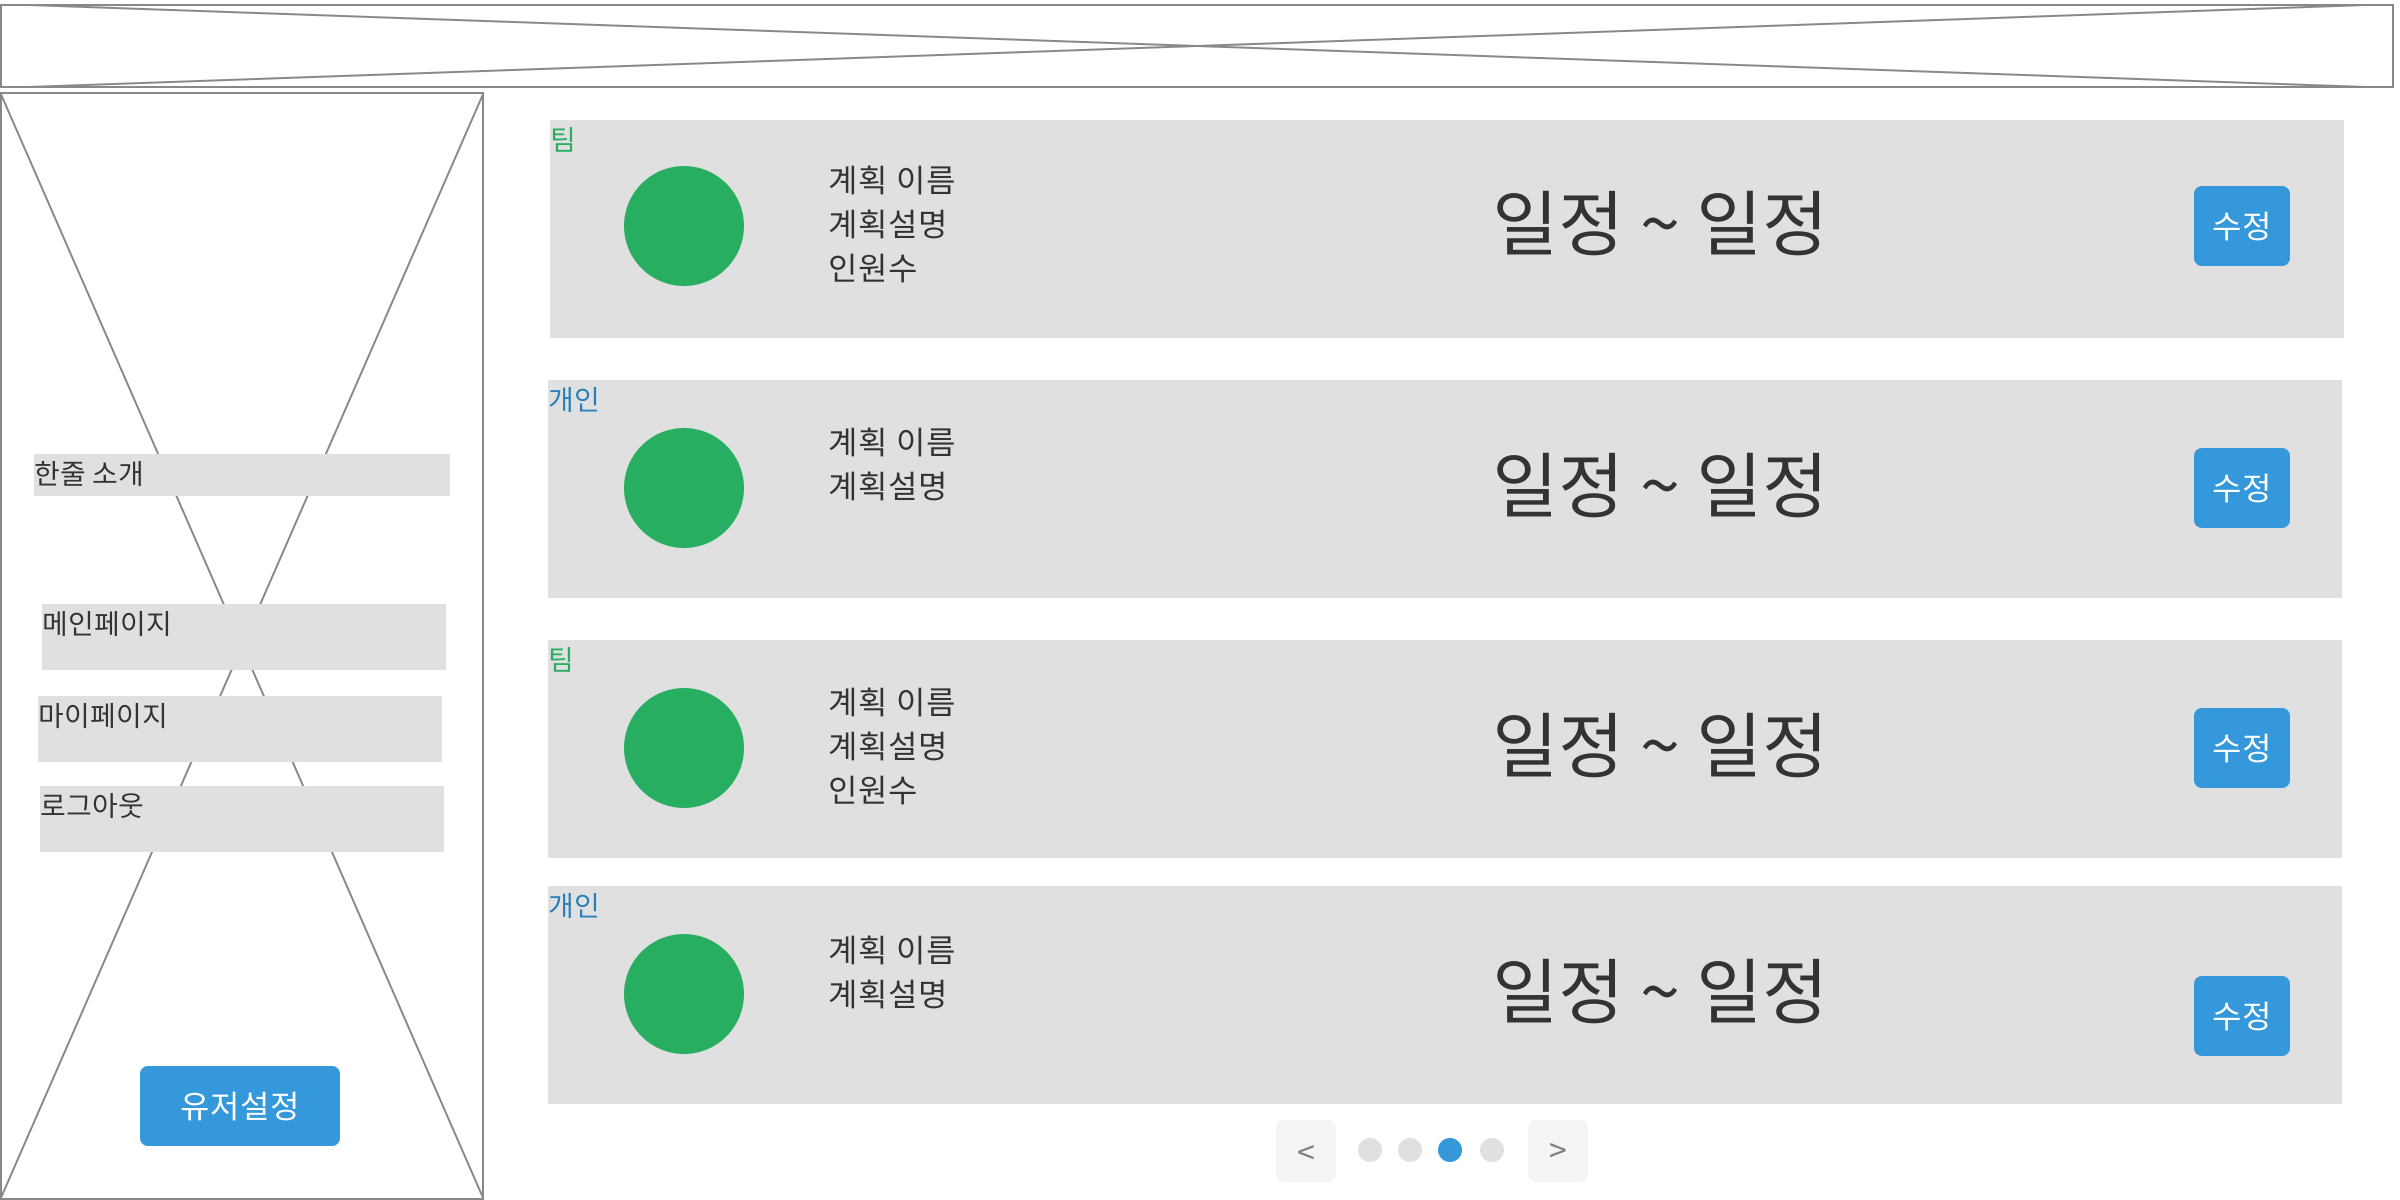 한줄 소개
메인페이지
마이페이지
로그아웃
유저설정
팀
계획 이름
계획설명
인원수
일정 ~ 일정
수정
개인
계획 이름
계획설명
일정 ~ 일정
수정
팀
계획 이름
계획설명
인원수
일정 ~ 일정
수정
개인
계획 이름
계획설명
일정 ~ 일정
수정
< >